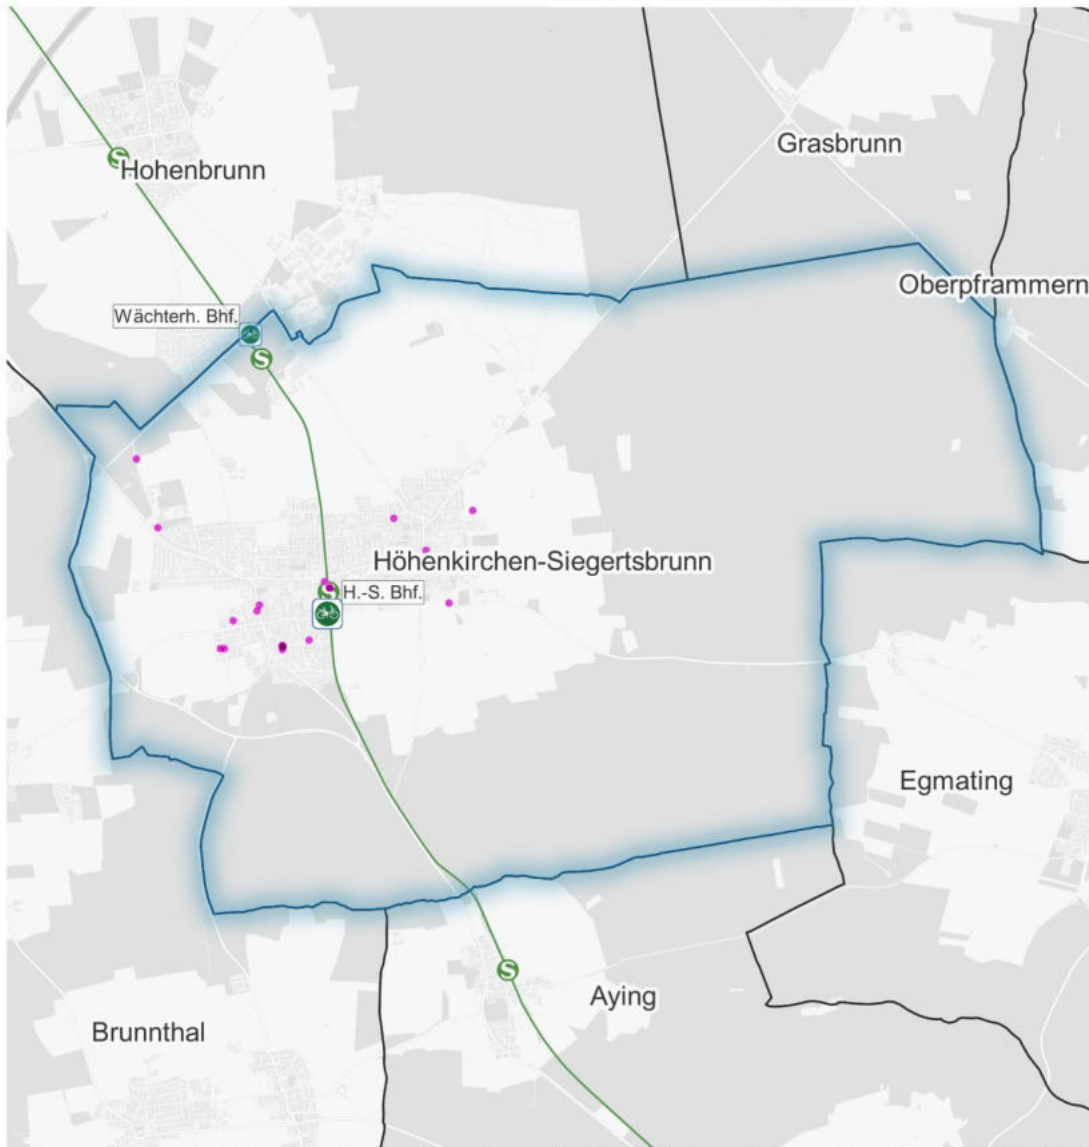 Grasbrunn
S
Hohenbrunn
Oberpframmern
Wächterh. Bhf.
S
Höhenkirchen-Siegertsbrunn
S
H.-S. Bhf.
Egmating
S
Aying
Brunnthal